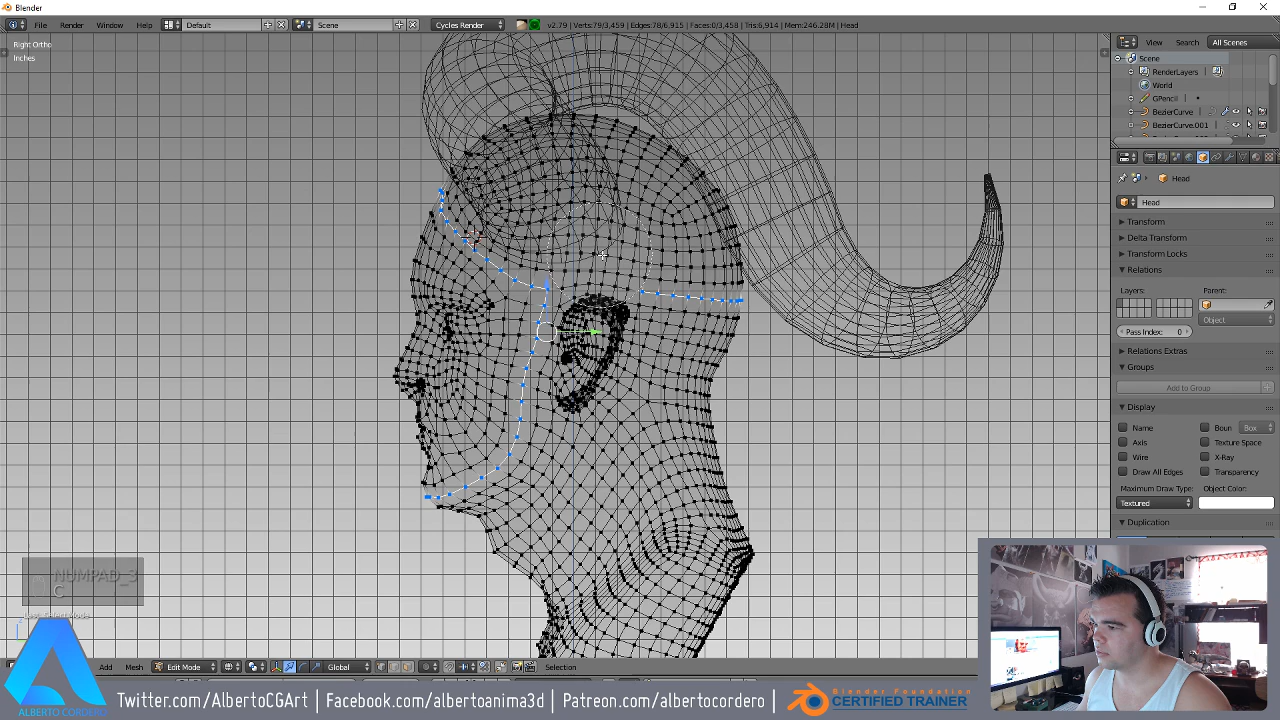 Blender
File Render Window Help Default Scene Cycles Render v2.79 | Verts:79/3,459 | Edges:78/6,915 | Faces:0/3,458 | Tris:6,914 | Mem:246.28M | Head
Right Ortho
Inches
View Search All Scenes
Scene
RenderLayers
World
GPencil
BezierCurve
BezierCurve.001
Head
Head
Transform
Delta Transform
Transform Locks
Relations
Layers: Parent:
Pass Index: 0 Object
Relations Extras
Groups
Add to Group
Display
Name Boun Box
Axis Texture Space
Wire X-Ray
Draw All Edges Transparency
Maximum Draw Type: Object Color:
Textured
Duplication
NUMPAD_3
C
Last: Select Mode
Add Mesh Edit Mode Global Selection
ALBERTO CORDERO
Twitter.com/AlbertoCGArt | Facebook.com/albertoanima3d | Patreon.com/albertocordero |
Blender Foundation
CERTIFIED TRAINER